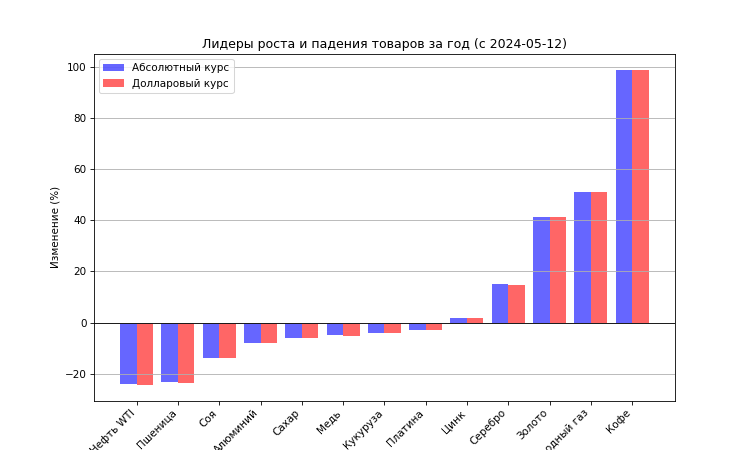 Лидеры роста и падения товаров за год (с 2024-05-12)
Абсолютный курс
Долларовый курс
Изменение (%)
100
80
60
40
20
0
−20
Нефть WTI
Пшеница
Соя
Алюминий
Сахар
Медь
Кукуруза
Платина
Цинк
Серебро
Золото
одный газ
Кофе